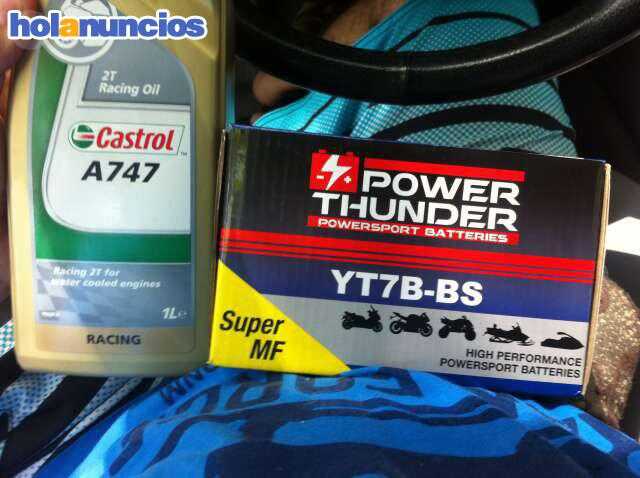 holanuncios
2T
Racing Oil
Castrol
A747
Racing 2T for
water cooled engines
1L e
RACING
POWER
THUNDER
POWERSPORT BATTERIES
YT7B-BS
Super
MF
HIGH PERFORMANCE
POWERSPORT BATTERIES